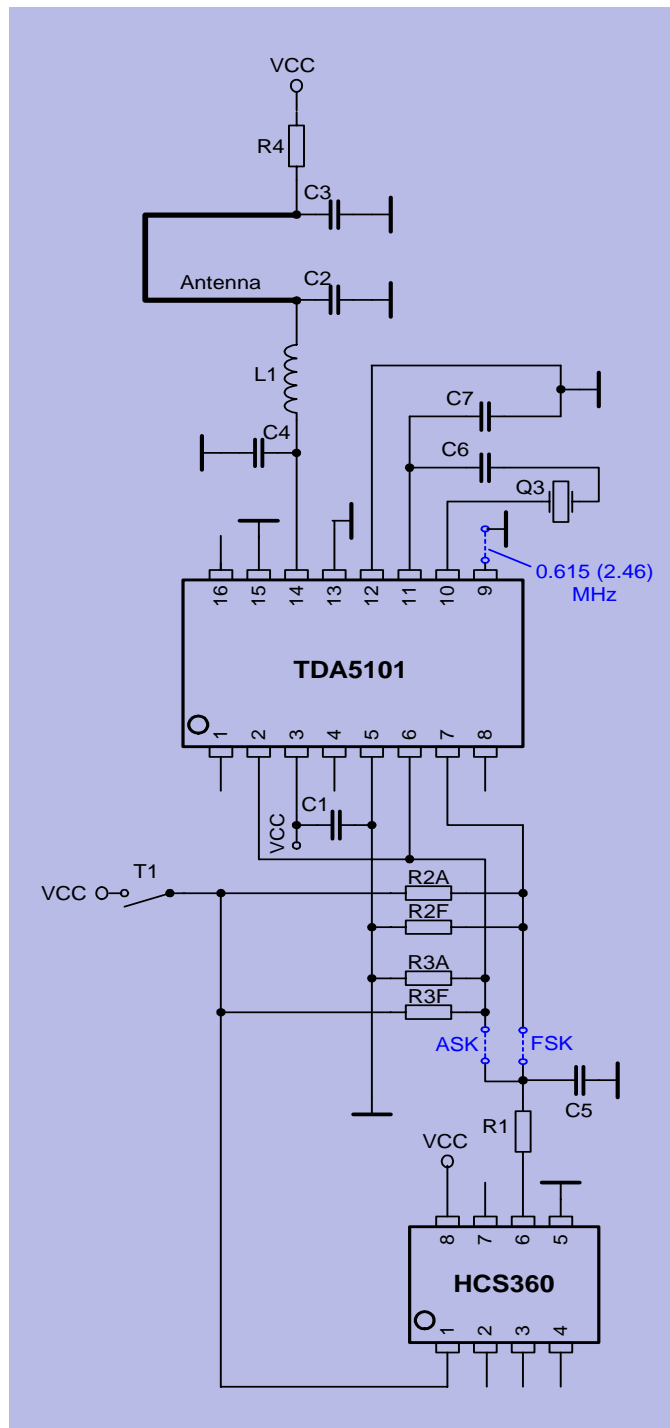 VCC
R4
C3
Antenna
C2
L1
C4
C7
C6
Q3
0.615 (2.46)
MHz
16 15 14 13 12 11 10 9
TDA5101
1 2 3 4 5 6 7 8
C1
VCC
T1
VCC
R2A
R2F
R3A
R3F
ASK
FSK
C5
R1
VCC
8 7 6 5
HCS360
1 2 3 4